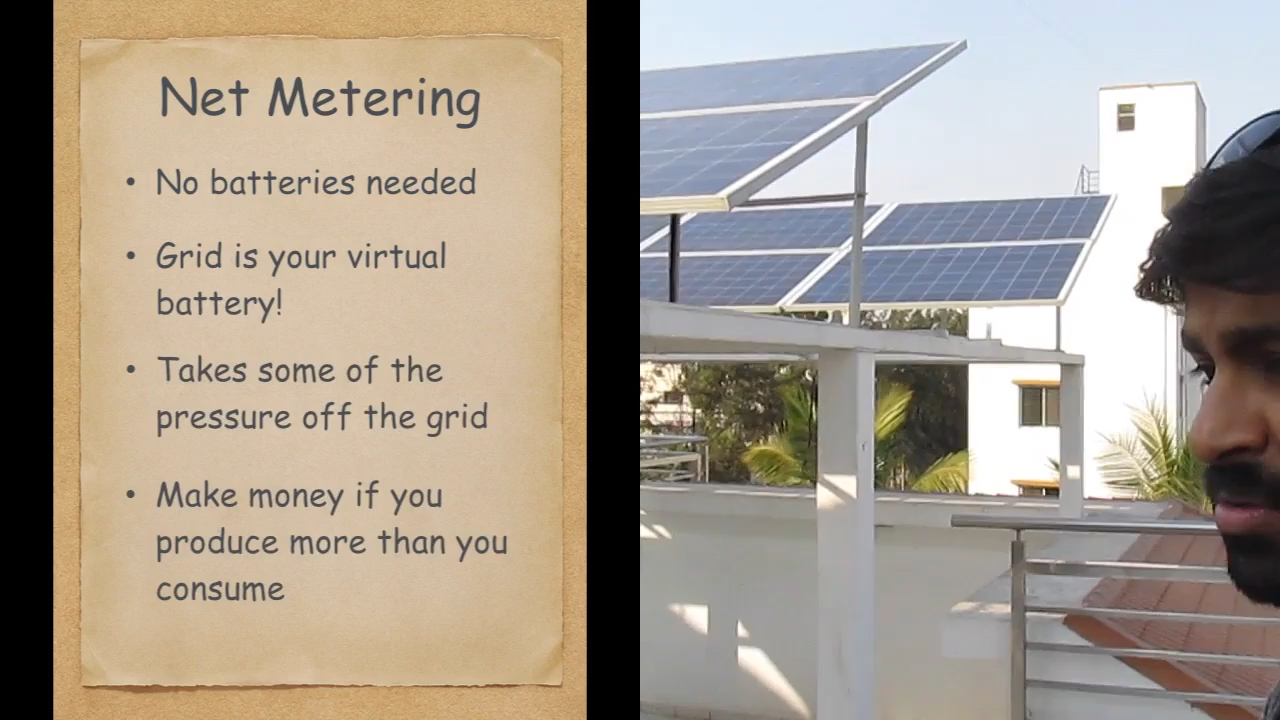 Net Metering
• No batteries needed
• Grid is your virtual
battery!
• Takes some of the
pressure off the grid
• Make money if you
produce more than you
consume